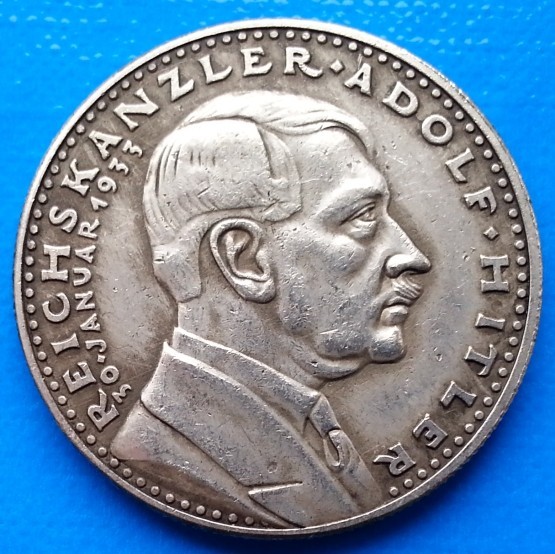 REICHSKANZLER·ADOLF·HITLER
30·JANUAR 1933